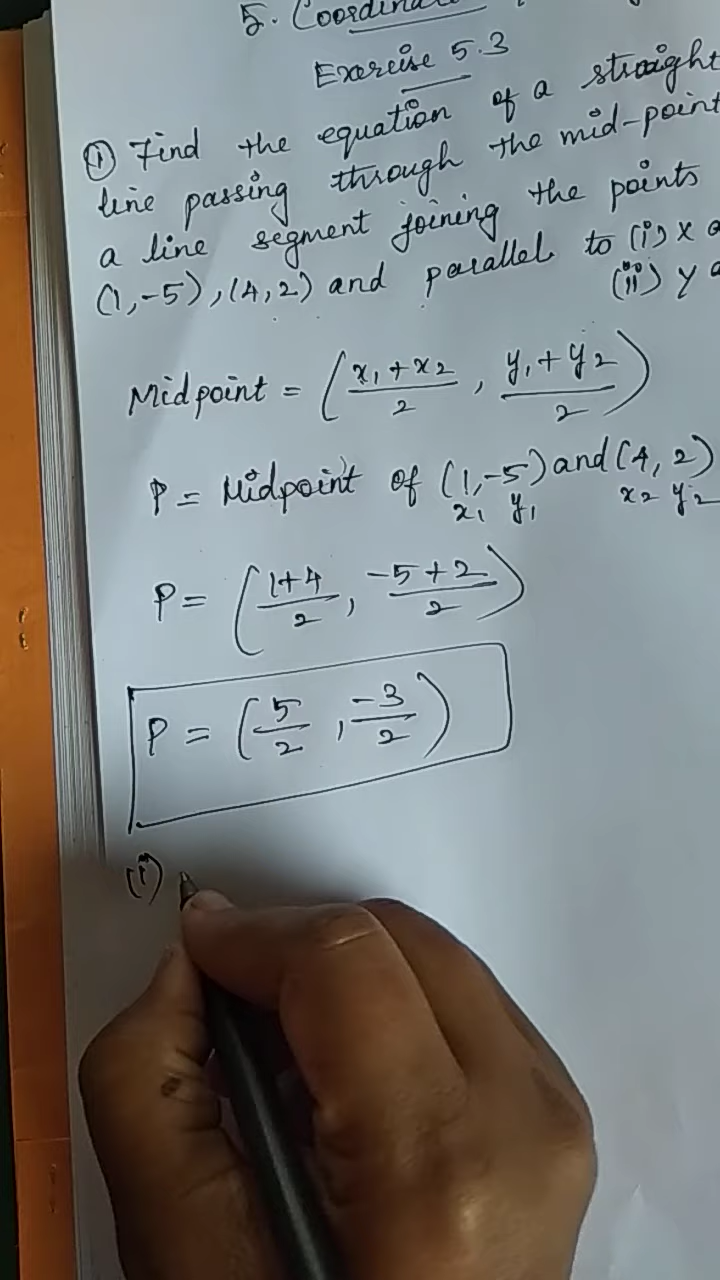 5. Coordinate
Exercise 5.3
① Find the equation of a straight
line passing through the mid-point
a line segment joining the points
(1,-5), (4,2) and parallel to (i) X
(ii) Y
Midpoint = (x₁ + x₂ / 2 , y₁ + y₂ / 2)
P = Midpoint of (1,-5) and (4,2)
x₁ y₁ x₂ y₂
P = (1+4 / 2 , -5+2 / 2)
P = (5/2 , -3/2)
(i)